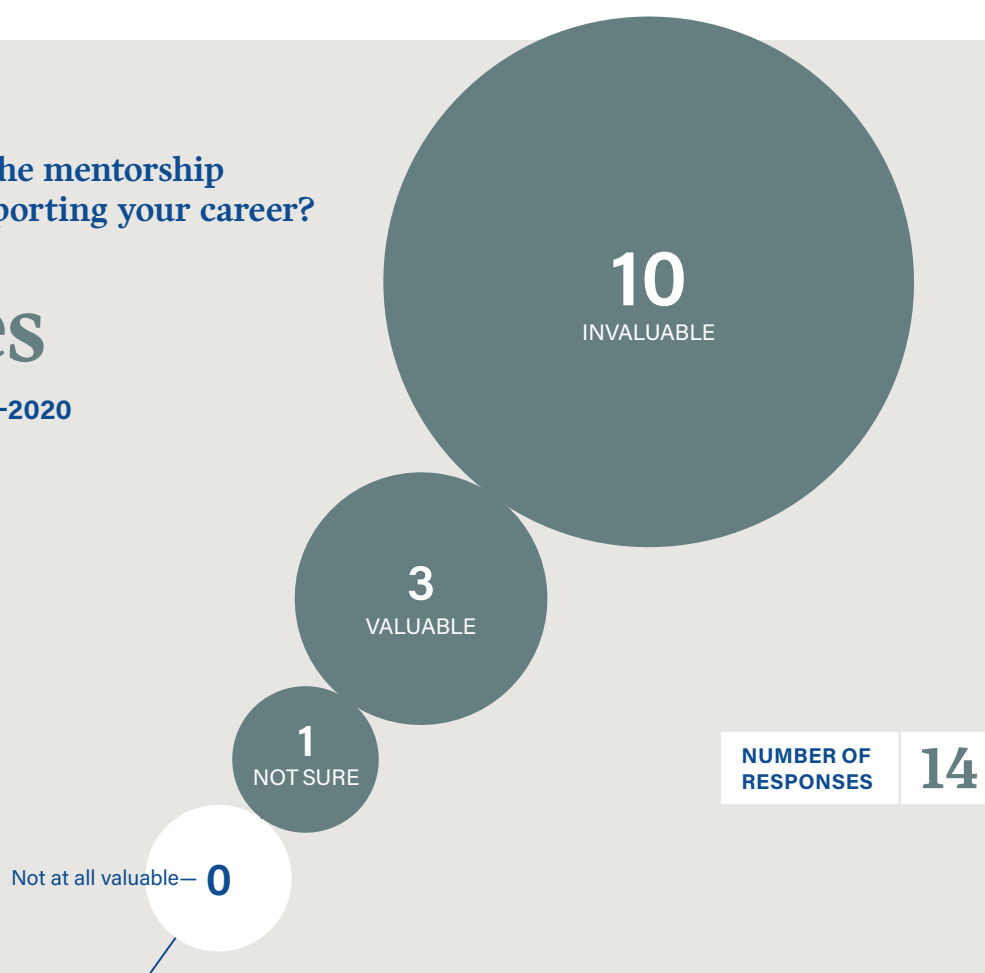 he mentorship
porting your career?
es
–2020
10
INVALUABLE
3
VALUABLE
1
NOT SURE
NUMBER OF
RESPONSES
14
Not at all valuable— 0